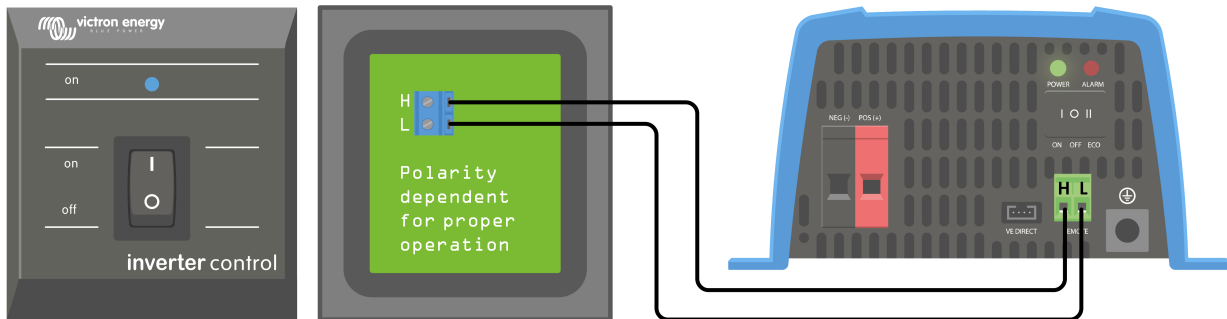 victron energy
BLUE POWER
on
on
off
inverter control
H
L
Polarity
dependent
for proper
operation
POWER ALARM
NEG (-) POS (+)
I O II
ON OFF ECO
H L
VE DIRECT
REMOTE